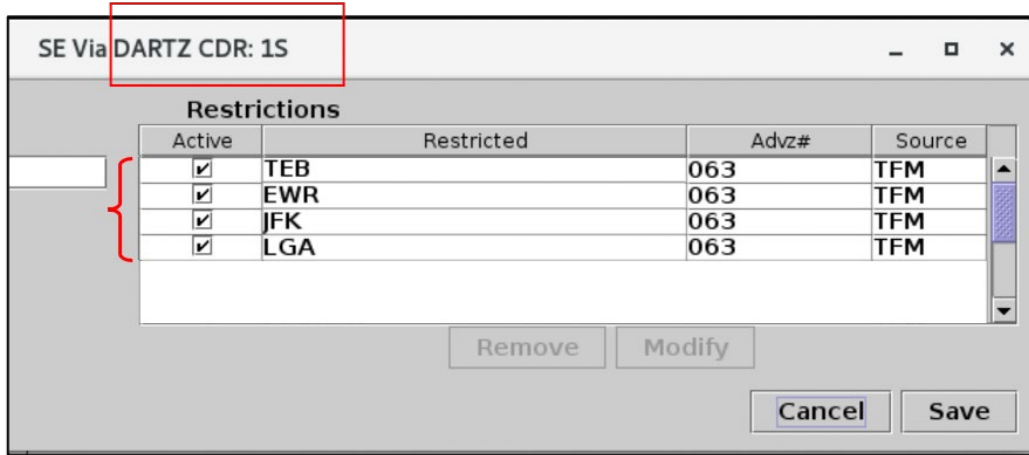 SE Via DARTZ CDR: 1S
Restrictions
Active Restricted Advz# Source
TEB 063 TFM
EWR 063 TFM
JFK 063 TFM
LGA 063 TFM
Remove Modify
Cancel Save